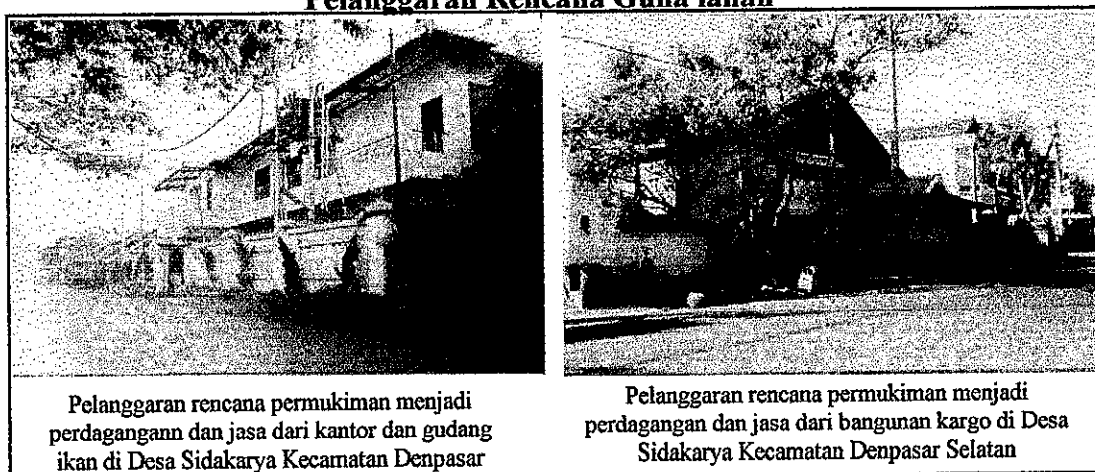 Pelanggaran Rencana Guna lahan
Pelanggaran rencana permukiman menjadi
perdagangann dan jasa dari kantor dan gudang
ikan di Desa Sidakarya Kecamatan Denpasar
Pelanggaran rencana permukiman menjadi
perdagangan dan jasa dari bangunan kargo di Desa
Sidakarya Kecamatan Denpasar Selatan